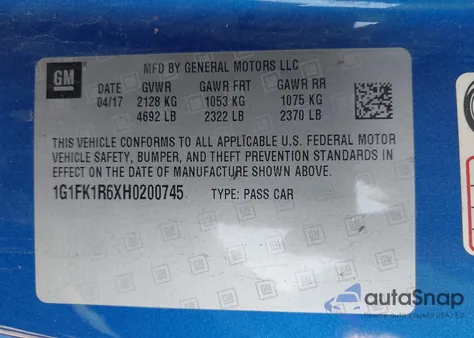 GM
MFD BY GENERAL MOTORS LLC
DATE GVWR GAWR FRT GAWR RR
04/17 2128 KG 1053 KG 1075 KG
4692 LB 2322 LB 2370 LB
THIS VEHICLE CONFORMS TO ALL APPLICABLE U.S. FEDERAL MOTOR
VEHICLE SAFETY, BUMPER, AND THEFT PREVENTION STANDARDS IN
EFFECT ON THE DATE OF MANUFACTURE SHOWN ABOVE.
1G1FK1R6XH0200745 TYPE: PASS CAR
autoSnap